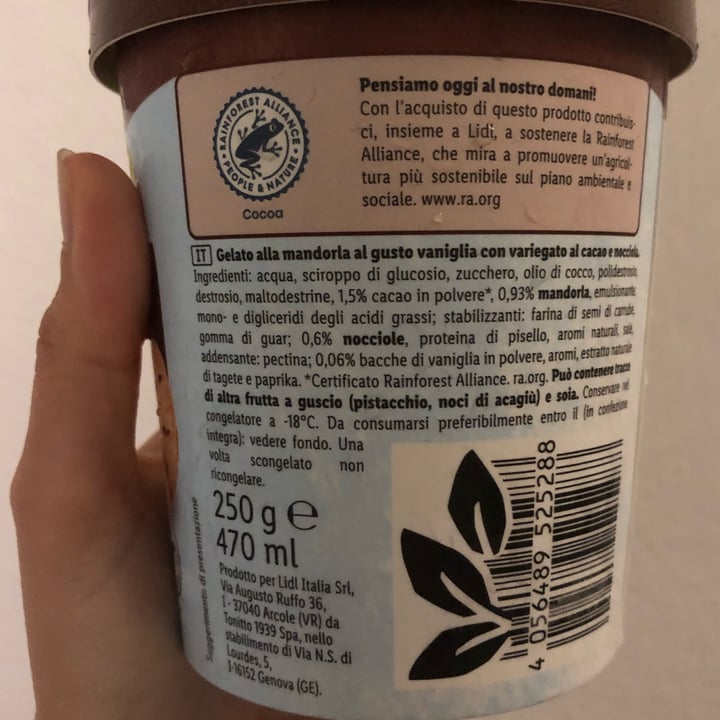 RAINFOREST ALLIANCE
PEOPLE & NATURE
Cocoa
Pensiamo oggi al nostro domani!
Con l'acquisto di questo prodotto contribuis-
ci, insieme a Lidl, a sostenere la Rainforest
Alliance, che mira a promuovere un'agricol-
tura più sostenibile sul piano ambientale e
sociale. www.ra.org
IT Gelato alla mandorla al gusto vaniglia con variegato al cacao e nocciola.
Ingredienti: acqua, sciroppo di glucosio, zucchero, olio di cocco, polidestrosio,
destrosio, maltodestrine, 1,5% cacao in polvere*, 0,93% mandorla, emulsionante:
mono- e digliceridi degli acidi grassi; stabilizzanti: farina di semi di carrube,
gomma di guar; 0,6% nocciole, proteina di pisello, aromi naturali, sale,
addensante: pectina; 0,06% bacche di vaniglia in polvere, aromi, estratto naturale
di tagete e paprika. *Certificato Rainforest Alliance. ra.org. Può contenere tracce
di altra frutta a guscio (pistacchio, noci di acagiù) e soia. Conservare nel
congelatore a -18°C. Da consumarsi preferibilmente entro il (in confezione
integra): vedere fondo. Una
volta scongelato non
ricongelare.
250 g e
470 ml
Prodotto per Lidl Italia Srl,
Via Augusto Ruffo 36,
I - 37040 Arcole (VR) da
Tonitto 1939 Spa, nello
stabilimento di Via N.S. di
Lourdes, 5,
I-16152 Genova (GE).
Suggerimento di presentazione
4 056489 525288